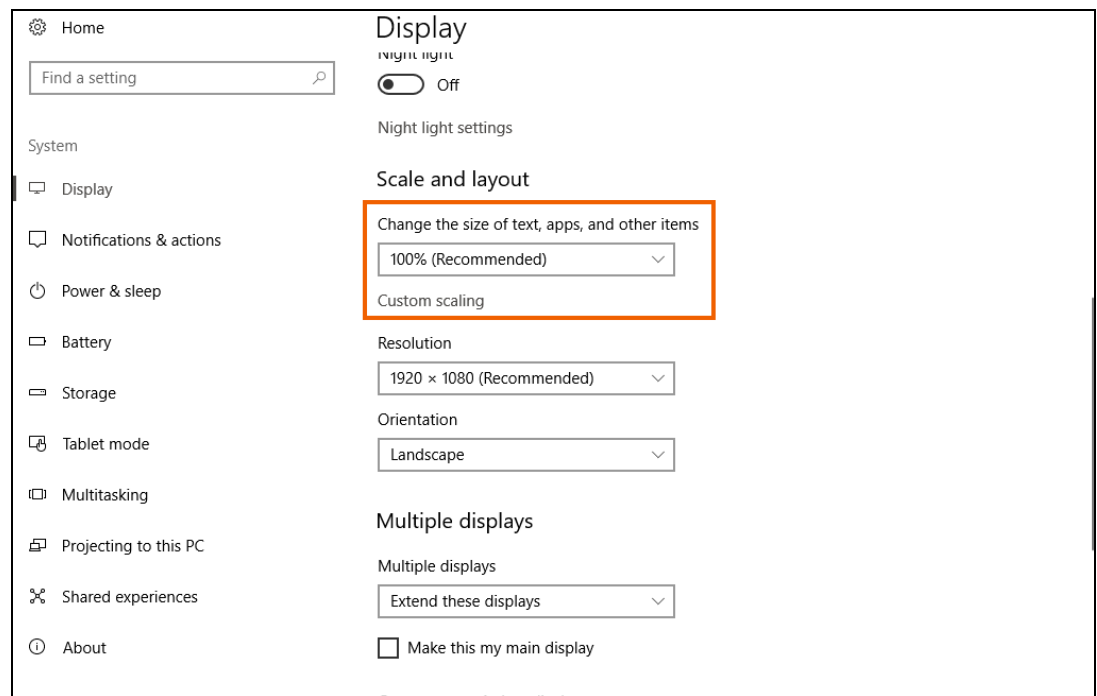 Home
Find a setting
System
Display
Notifications & actions
Power & sleep
Battery
Storage
Tablet mode
Multitasking
Projecting to this PC
Shared experiences
About
Display
Night light
Off
Night light settings
Scale and layout
Change the size of text, apps, and other items
100% (Recommended)
Custom scaling
Resolution
1920 × 1080 (Recommended)
Orientation
Landscape
Multiple displays
Multiple displays
Extend these displays
Make this my main display